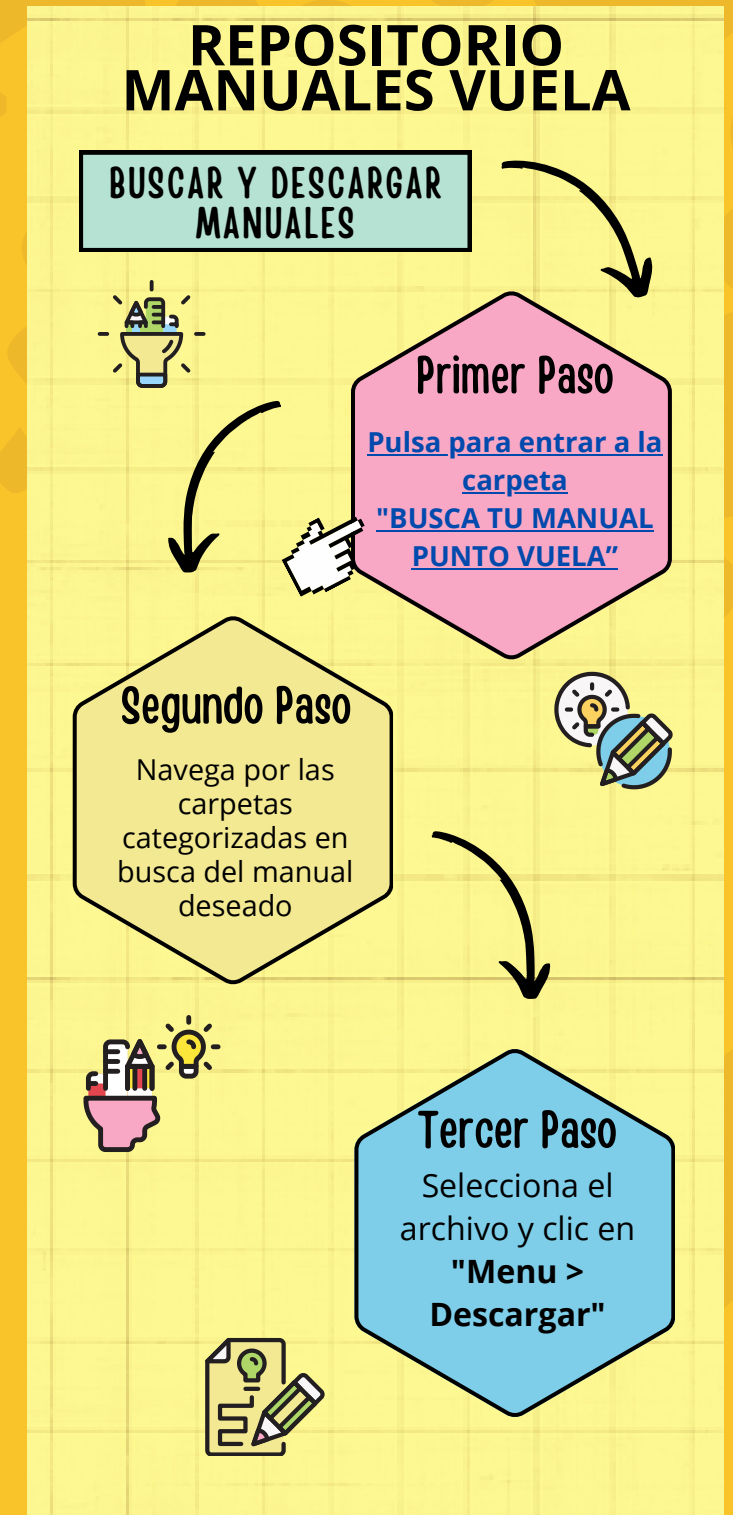 REPOSITORIO
MANUALES VUELA
BUSCAR Y DESCARGAR
MANUALES
Primer Paso
Pulsa para entrar a la
carpeta
"BUSCA TU MANUAL
PUNTO VUELA”
Segundo Paso
Navega por las
carpetas
categorizadas en
busca del manual
deseado
Tercer Paso
Selecciona el
archivo y clic en
"Menu >
Descargar"